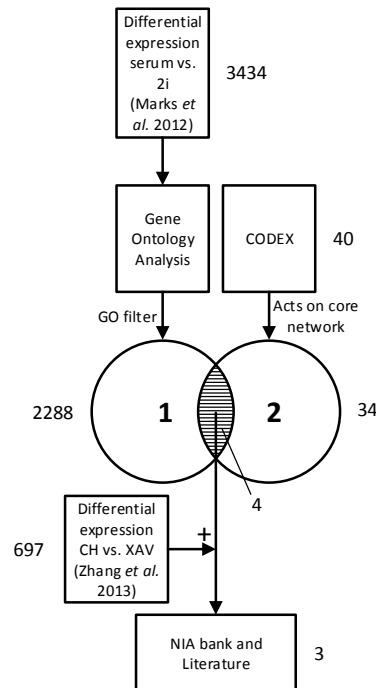 Differential
expression
serum vs.
2i
(Marks et
al. 2012)
3434
Gene
Ontology
Analysis
CODEX
40
GO filter
Acts on core
network
2288
1
2
34
4
Differential
expression
CH vs. XAV
(Zhang et al.
2013)
697
+
NIA bank and
Literature
3